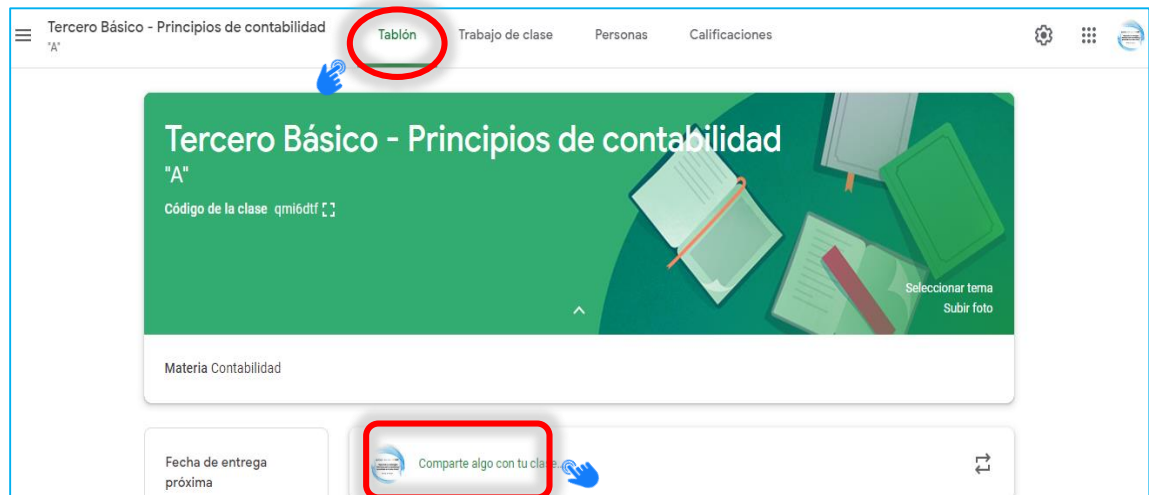 Tercero Básico - Principios de contabilidad
"A"
Tablón
Trabajo de clase
Personas
Calificaciones
Tercero Básico - Principios de contabilidad
"A"
Código de la clase qmi6dtf
Seleccionar tema
Subir foto
Materia Contabilidad
Fecha de entrega
próxima
Comparte algo con tu clase...